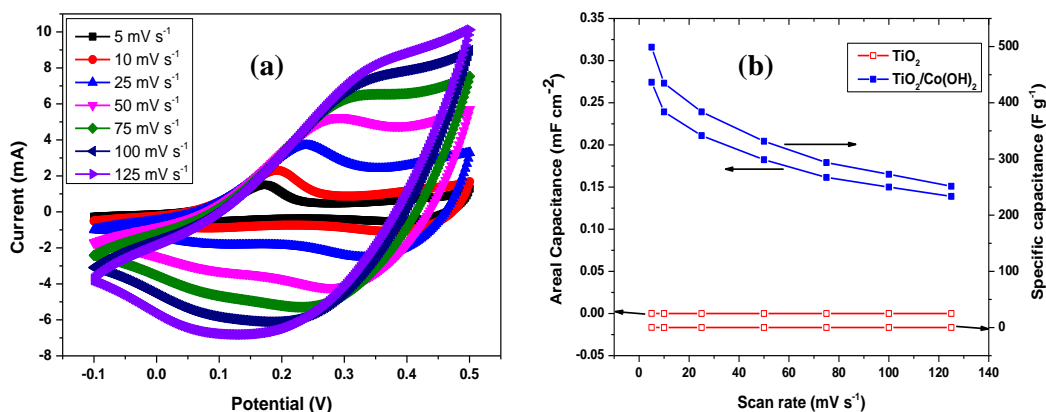 10
8
6
4
2
0
-2
-4
-6
-8
Current (mA)
5 mV s⁻¹
10 mV s⁻¹
25 mV s⁻¹
50 mV s⁻¹
75 mV s⁻¹
100 mV s⁻¹
125 mV s⁻¹
(a)
-0.1 0.0 0.1 0.2 0.3 0.4 0.5
Potential (V)
0.35
0.30
0.25
0.20
0.15
0.10
0.05
0.00
-0.05
Areal Capacitance (mF cm⁻²)
(b)
TiO₂
TiO₂/Co(OH)₂
500
400
300
200
100
0
Specific capacitance (F g⁻¹)
0 20 40 60 80 100 120 140
Scan rate (mV s⁻¹)